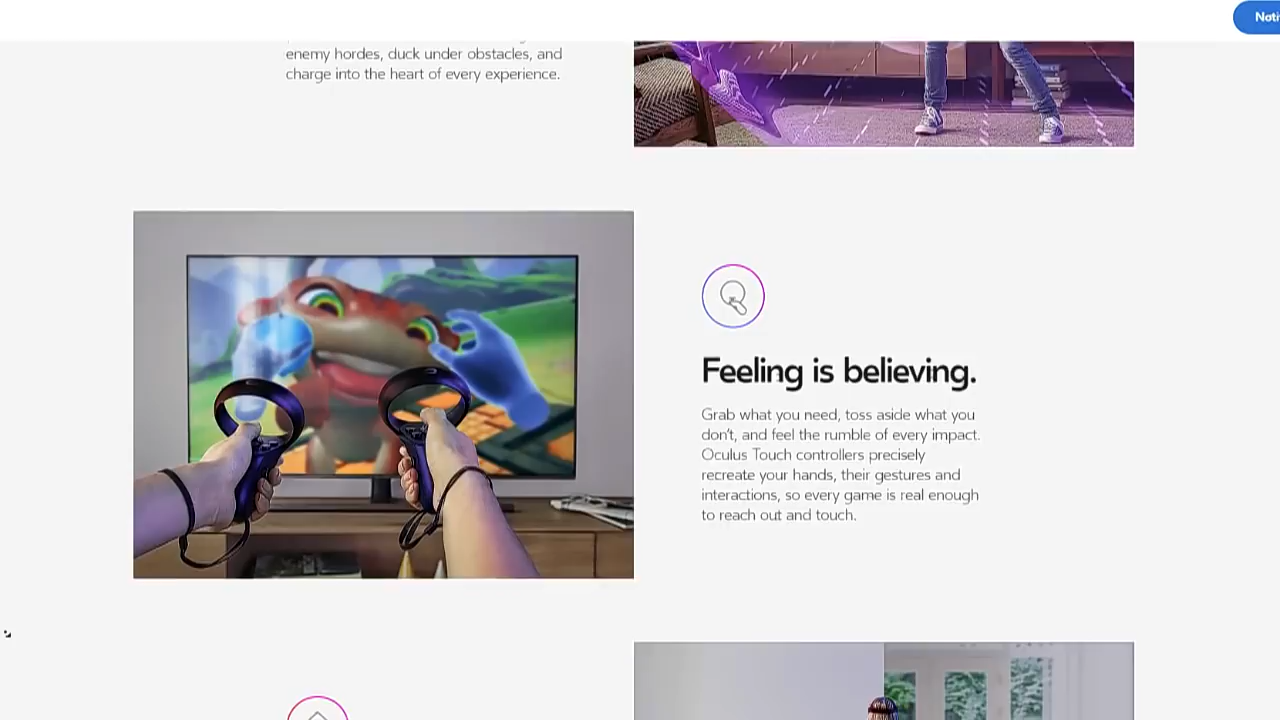 enemy hordes, duck under obstacles, and
charge into the heart of every experience.
Feeling is believing.
Grab what you need, toss aside what you
don't, and feel the rumble of every impact.
Oculus Touch controllers precisely
recreate your hands, their gestures and
interactions, so every game is real enough
to reach out and touch.